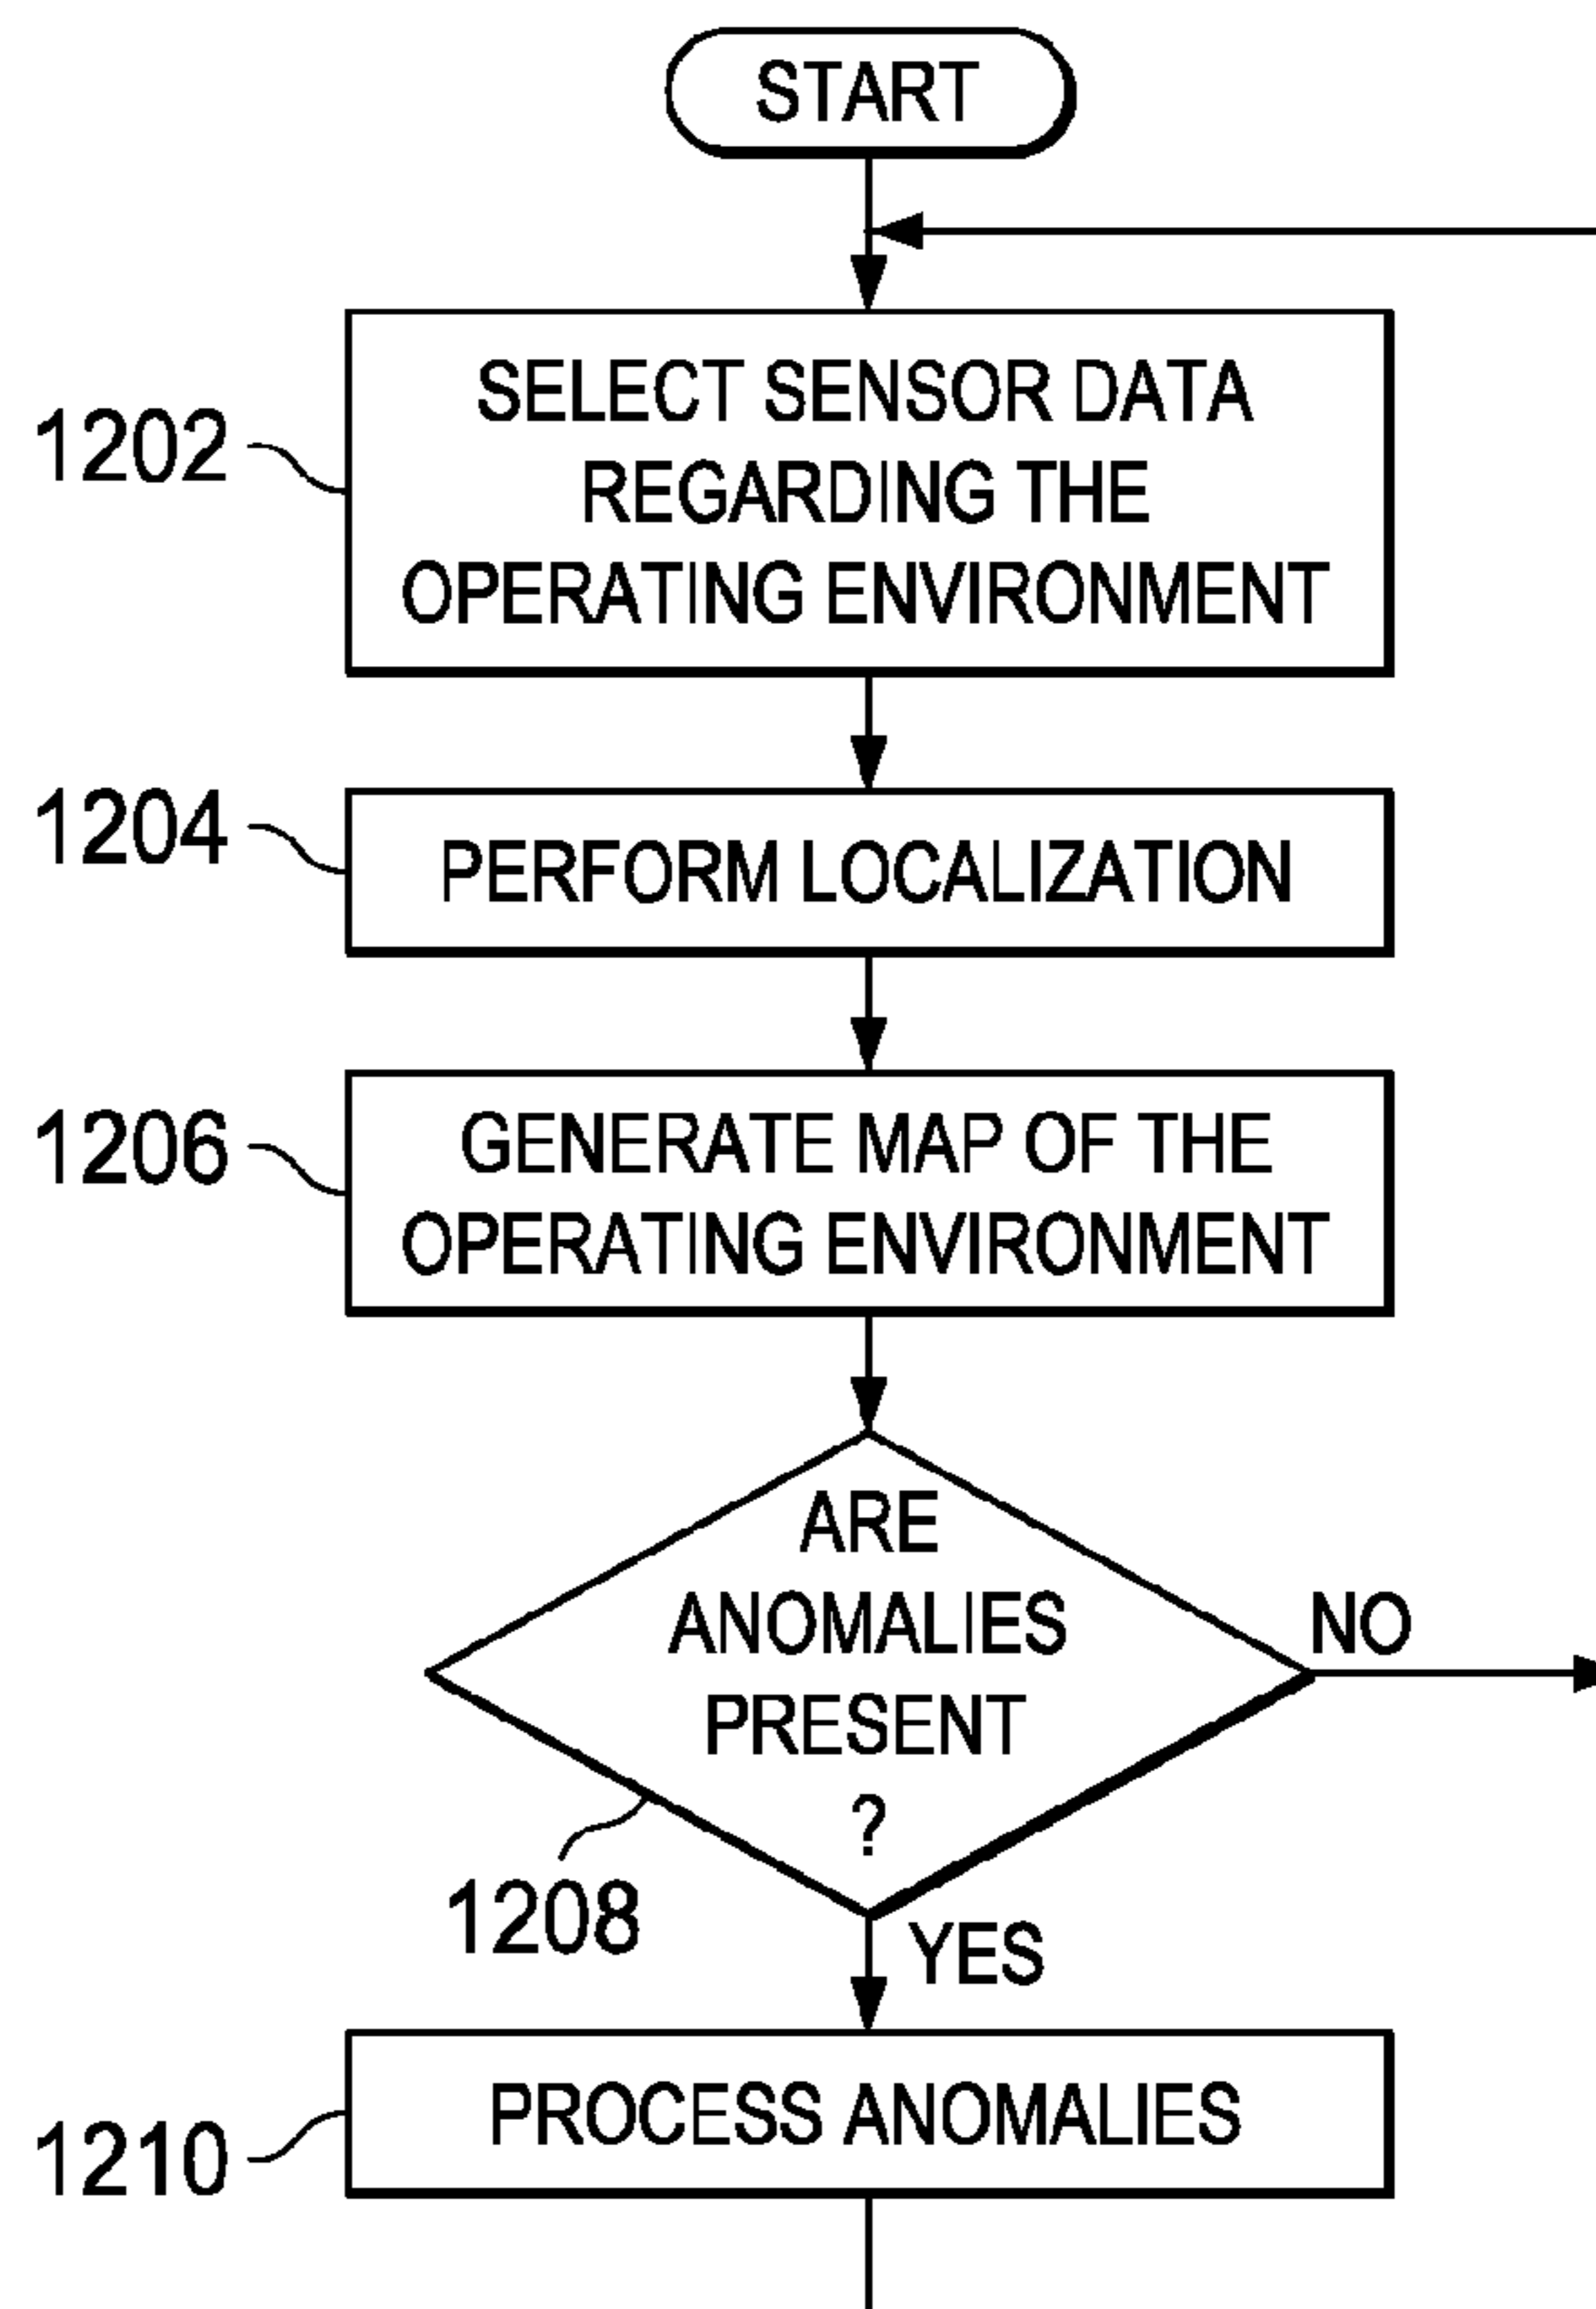 START
1202
SELECT SENSOR DATA
REGARDING THE
OPERATING ENVIRONMENT
1204
PERFORM LOCALIZATION
1206
GENERATE MAP OF THE
OPERATING ENVIRONMENT
ARE
ANOMALIES
PRESENT
?
NO
1208
YES
PROCESS ANOMALIES
1210